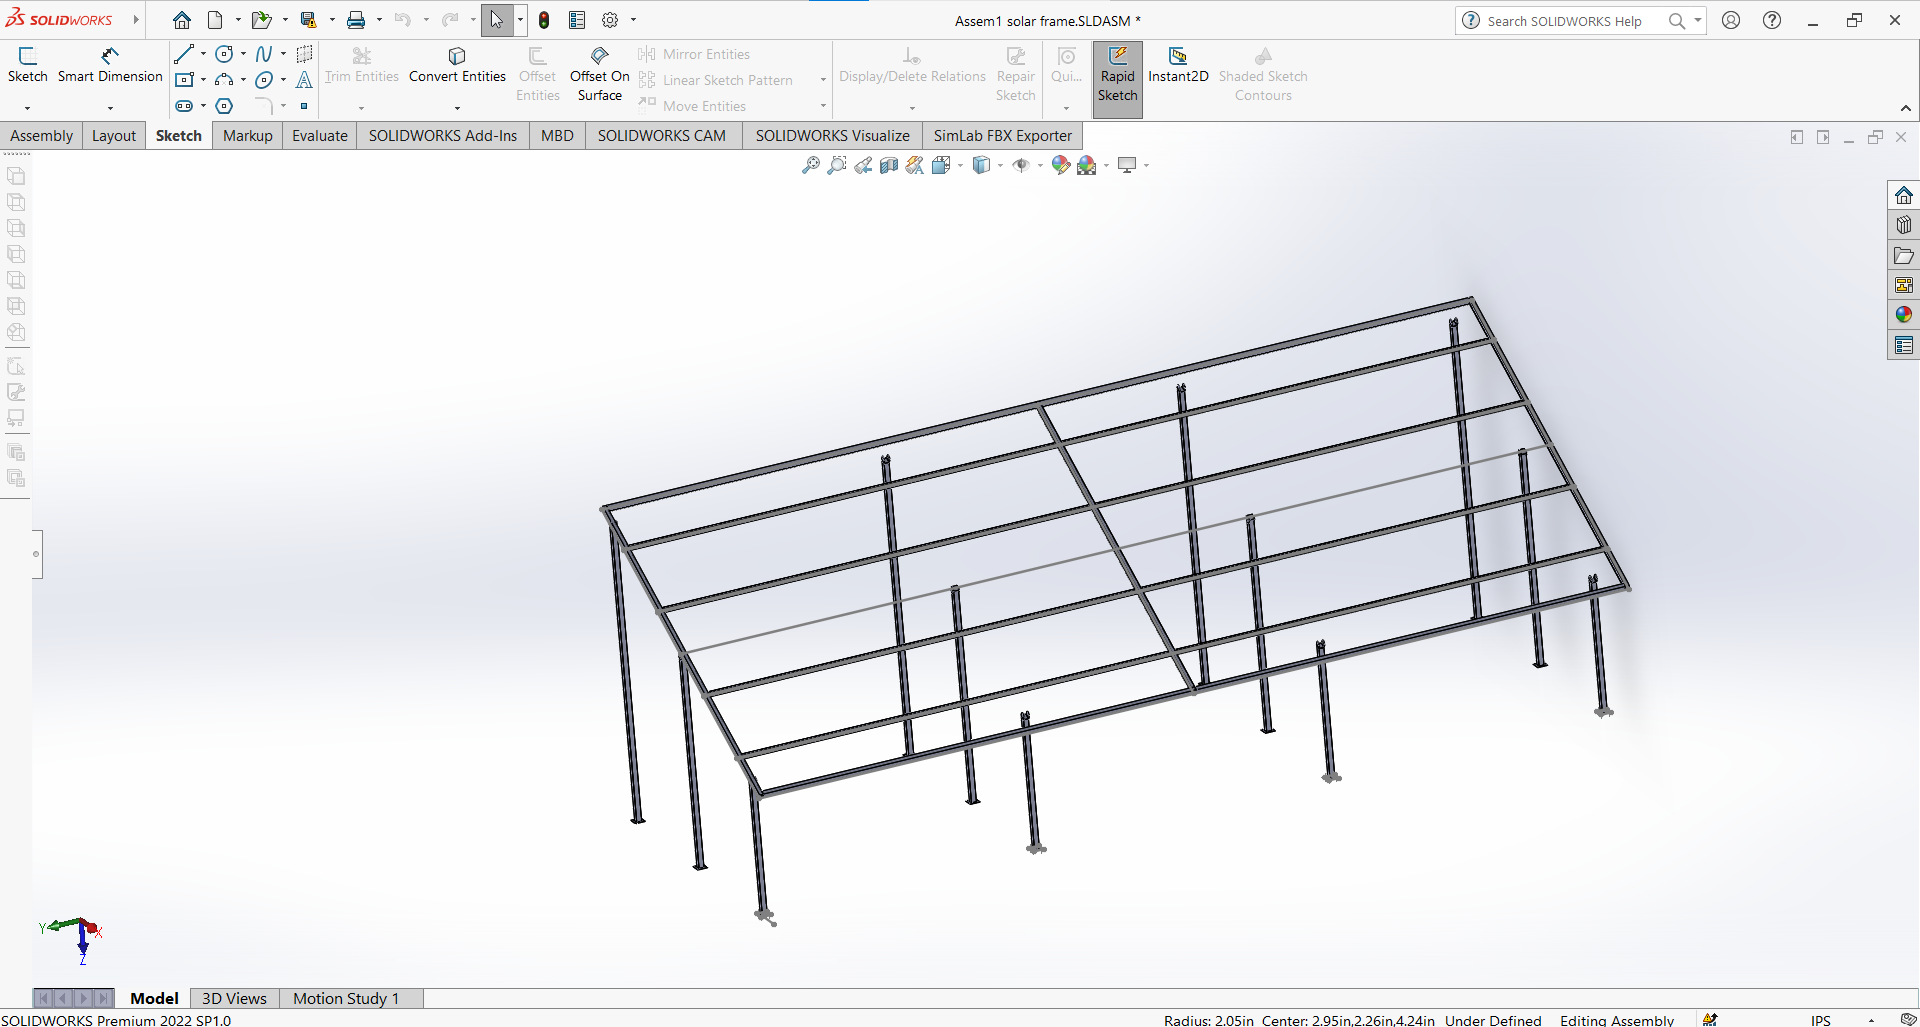 SOLIDWORKS
Assem1 solar frame.SLDASM *
Search SOLIDWORKS Help
Sketch
Smart Dimension
Trim Entities
Convert Entities
Offset Entities
Offset On Surface
Mirror Entities
Linear Sketch Pattern
Move Entities
Display/Delete Relations
Repair Sketch
Qui...
Rapid Sketch
Instant2D
Shaded Sketch Contours
Assembly
Layout
Sketch
Markup
Evaluate
SOLIDWORKS Add-Ins
MBD
SOLIDWORKS CAM
SOLIDWORKS Visualize
SimLab FBX Exporter
Y
X
Z
Model
3D Views
Motion Study 1
SOLIDWORKS Premium 2022 SP1.0
Radius: 2.05in Center: 2.95in,2.26in,4.24in
Under Defined
Editing Assembly
IPS